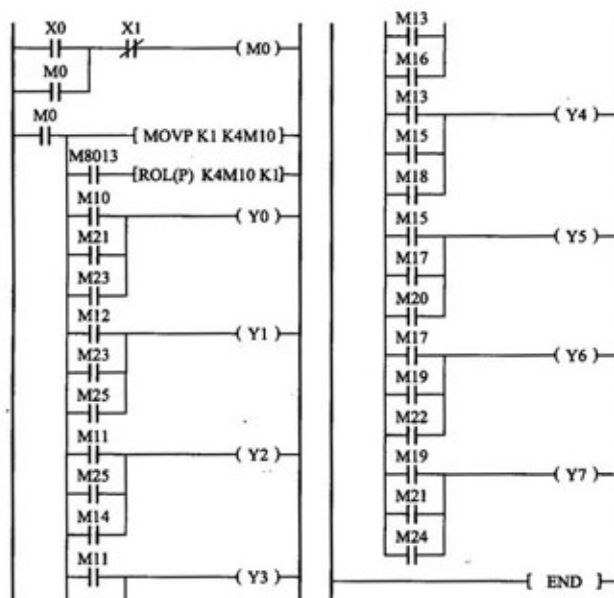 X0 X1
( M0 )
M0
M0
[ MOVP K1 K4M10 ]
M8013
[ROL(P) K4M10 K1]
M10
( Y0 )
M21
M23
M12
( Y1 )
M23
M25
M11
( Y2 )
M25
M14
M11
( Y3 )
M13
M16
M13
( Y4 )
M15
M18
M15
( Y5 )
M17
M20
M17
( Y6 )
M19
M22
M19
( Y7 )
M21
M24
[ END ]